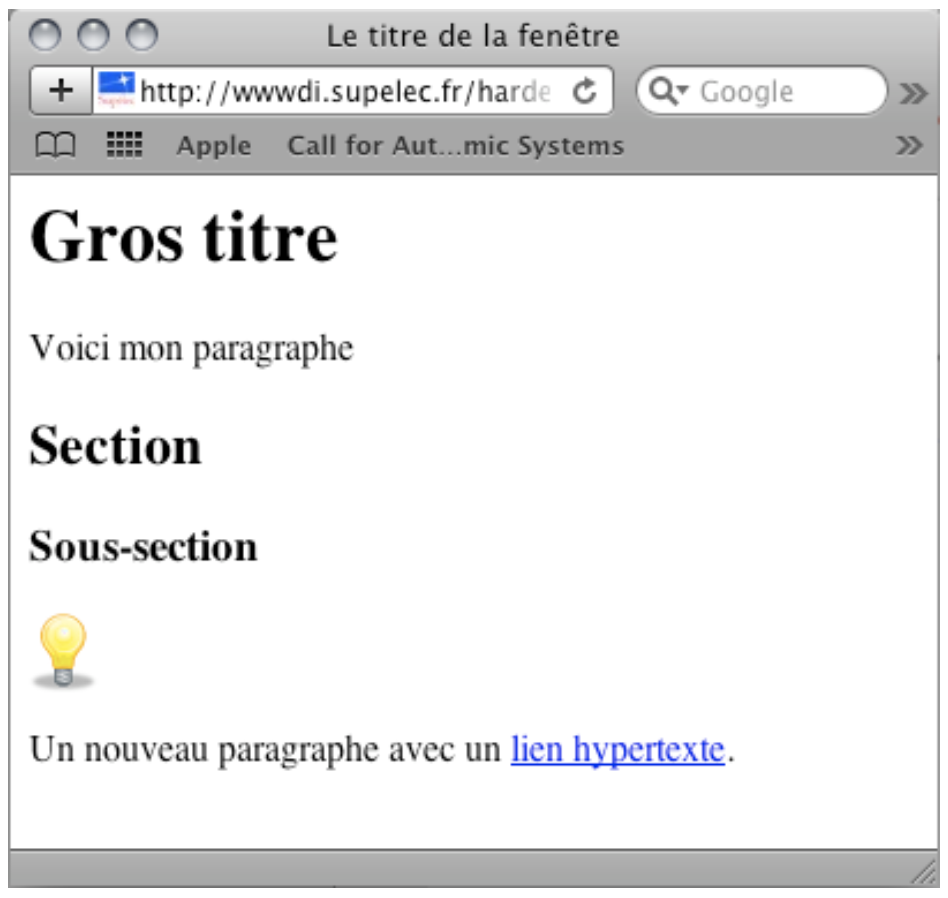 Le titre de la fenêtre
+ http://wwwdi.supelec.fr/harde Google
Apple Call for Aut...mic Systems
Gros titre
Voici mon paragraphe
Section
Sous-section
Un nouveau paragraphe avec un lien hypertexte.